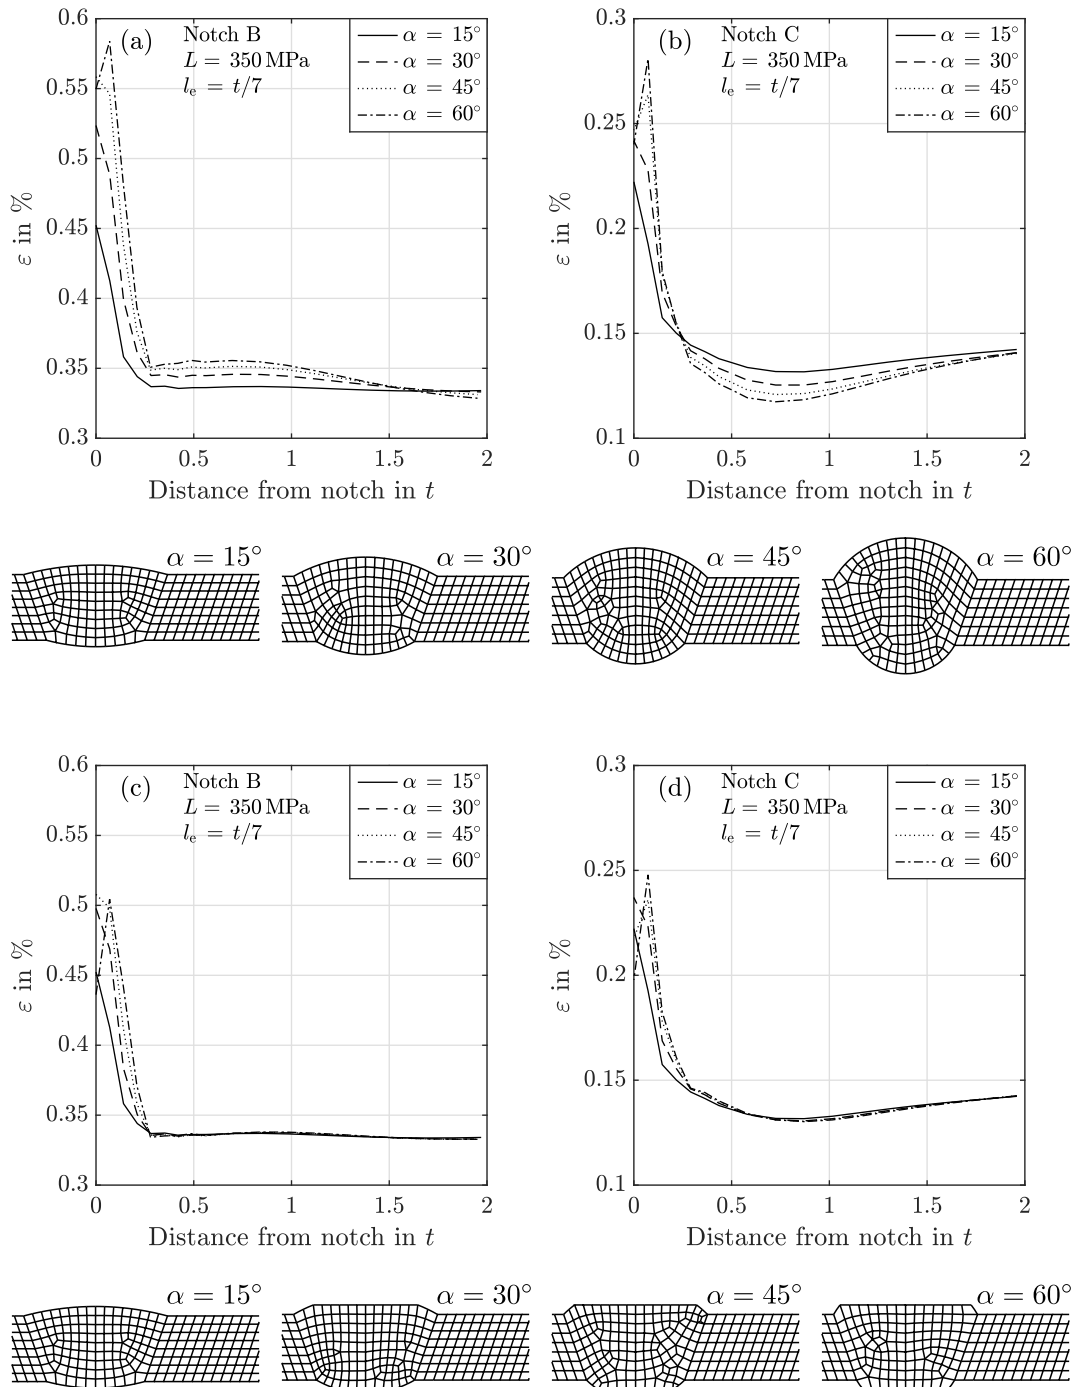 (a) Notch B
L = 350 MPa
lₑ = t/7
α = 15°
α = 30°
α = 45°
α = 60°
0.6
0.55
0.5
0.45
0.4
0.35
0.3
ε in %
0 0.5 1 1.5 2
Distance from notch in t
(b) Notch C
L = 350 MPa
lₑ = t/7
α = 15°
α = 30°
α = 45°
α = 60°
0.3
0.25
0.2
0.15
0.1
ε in %
0 0.5 1 1.5 2
Distance from notch in t
α = 15° α = 30° α = 45° α = 60°
(c) Notch B
L = 350 MPa
lₑ = t/7
α = 15°
α = 30°
α = 45°
α = 60°
0.6
0.55
0.5
0.45
0.4
0.35
0.3
ε in %
0 0.5 1 1.5 2
Distance from notch in t
(d) Notch C
L = 350 MPa
lₑ = t/7
α = 15°
α = 30°
α = 45°
α = 60°
0.3
0.25
0.2
0.15
0.1
ε in %
0 0.5 1 1.5 2
Distance from notch in t
α = 15° α = 30° α = 45° α = 60°